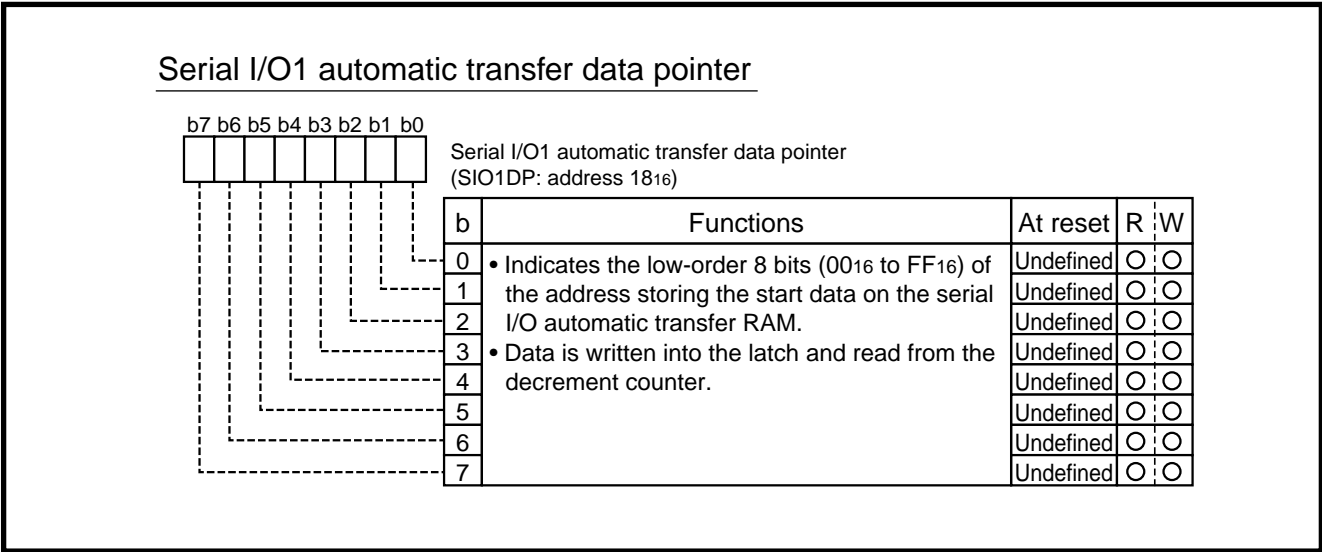 Serial I/O1 automatic transfer data pointer
b7 b6 b5 b4 b3 b2 b1 b0
Serial I/O1 automatic transfer data pointer
(SIO1DP: address 1816)
b Functions At reset R W
0 • Indicates the low-order 8 bits (0016 to FF16) of Undefined O O
1 the address storing the start data on the serial Undefined O O
2 I/O automatic transfer RAM. Undefined O O
3 • Data is written into the latch and read from the Undefined O O
4 decrement counter. Undefined O O
5 Undefined O O
6 Undefined O O
7 Undefined O O